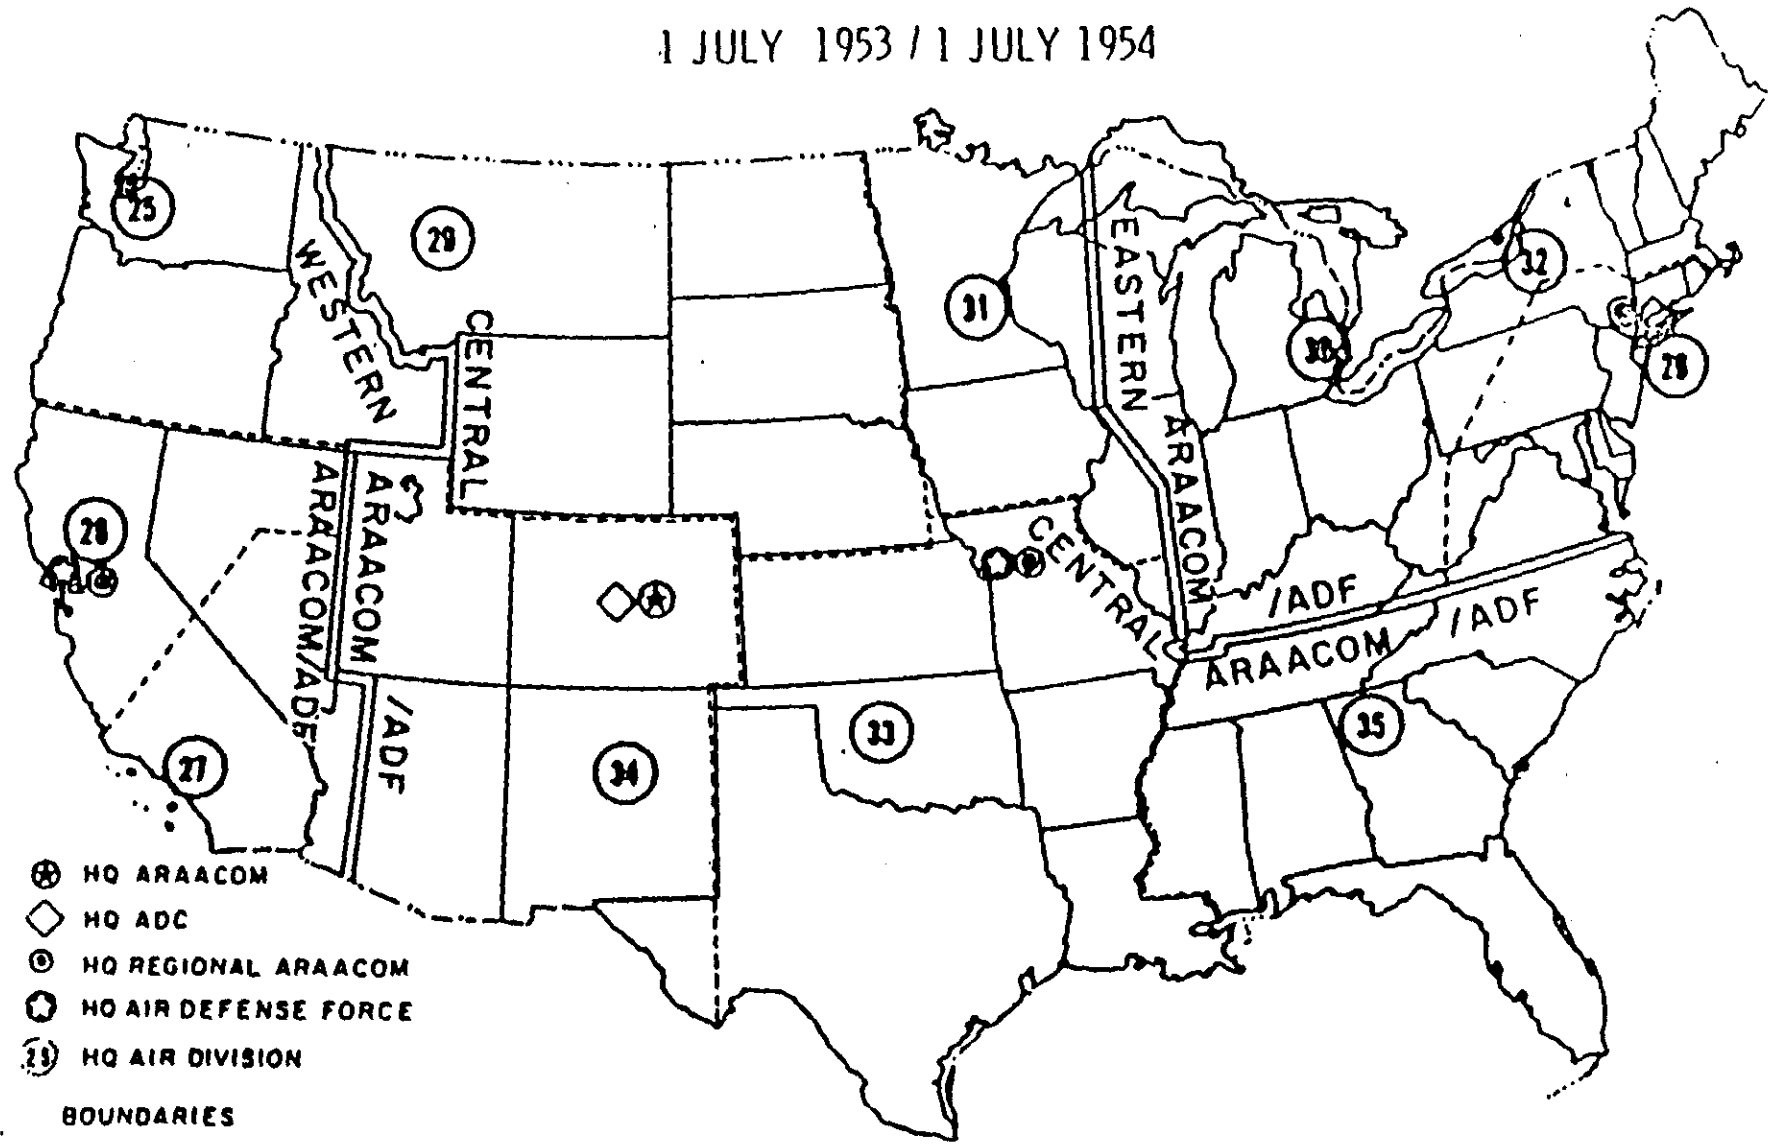 1 JULY 1953 / 1 JULY 1954
25
29
WESTERN
CENTRAL
31
EASTERN
32
30
28
ARAACOM/ADF
ARAACOM
/ADF
ARAACOM
/ADF
28
CENTRAL
ARAACOM
/ADF
27
34
33
35
HQ ARAACOM
HQ ADC
HQ REGIONAL ARAACOM
HQ AIR DEFENSE FORCE
28 HQ AIR DIVISION
BOUNDARIES